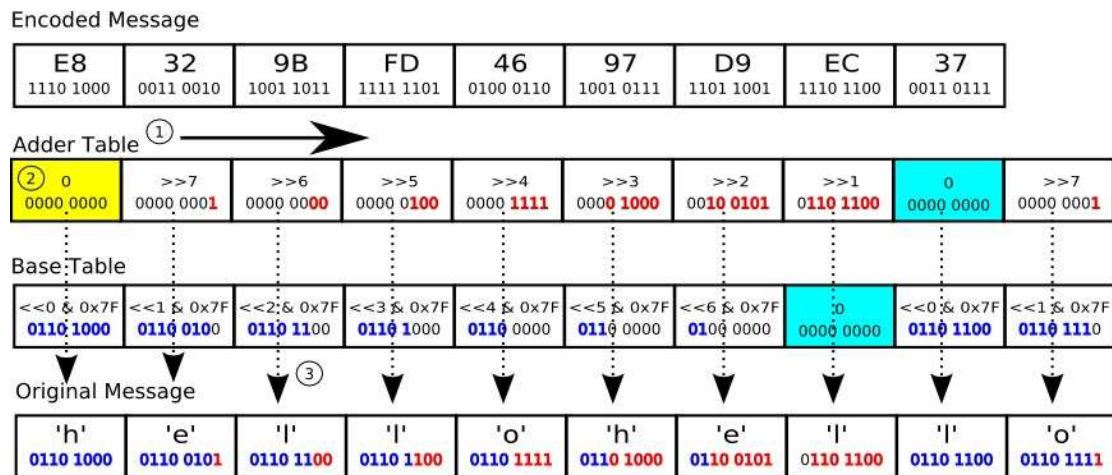 Encoded Message
E8 32 9B FD 46 97 D9 EC 37
1110 1000 0011 0010 1001 1011 1111 1101 0100 0110 1001 0111 1101 1001 1110 1100 0011 0111
Adder Table 1
2 0 >>7 >>6 >>5 >>4 >>3 >>2 >>1 0 >>7
0000 0000 0000 0001 0000 0000 0000 0100 0000 1111 0000 1000 0010 0101 0110 1100 0000 0000 0000 0001
Base Table
<<0 & 0x7F <<1 & 0x7F <<2 & 0x7F <<3 & 0x7F <<4 & 0x7F <<5 & 0x7F <<6 & 0x7F 0 <<0 & 0x7F <<1 & 0x7F
0110 1000 0110 0100 0110 1100 0110 1000 0110 0000 0110 0000 0100 0000 0000 0000 0110 1100 0110 1110
3
Original Message
'h' 'e' 'l' 'l' 'o' 'h' 'e' 'l' 'l' 'o'
0110 1000 0110 0101 0110 1100 0110 1100 0110 1111 0110 1000 0110 0101 0110 1100 0110 1100 0110 1111